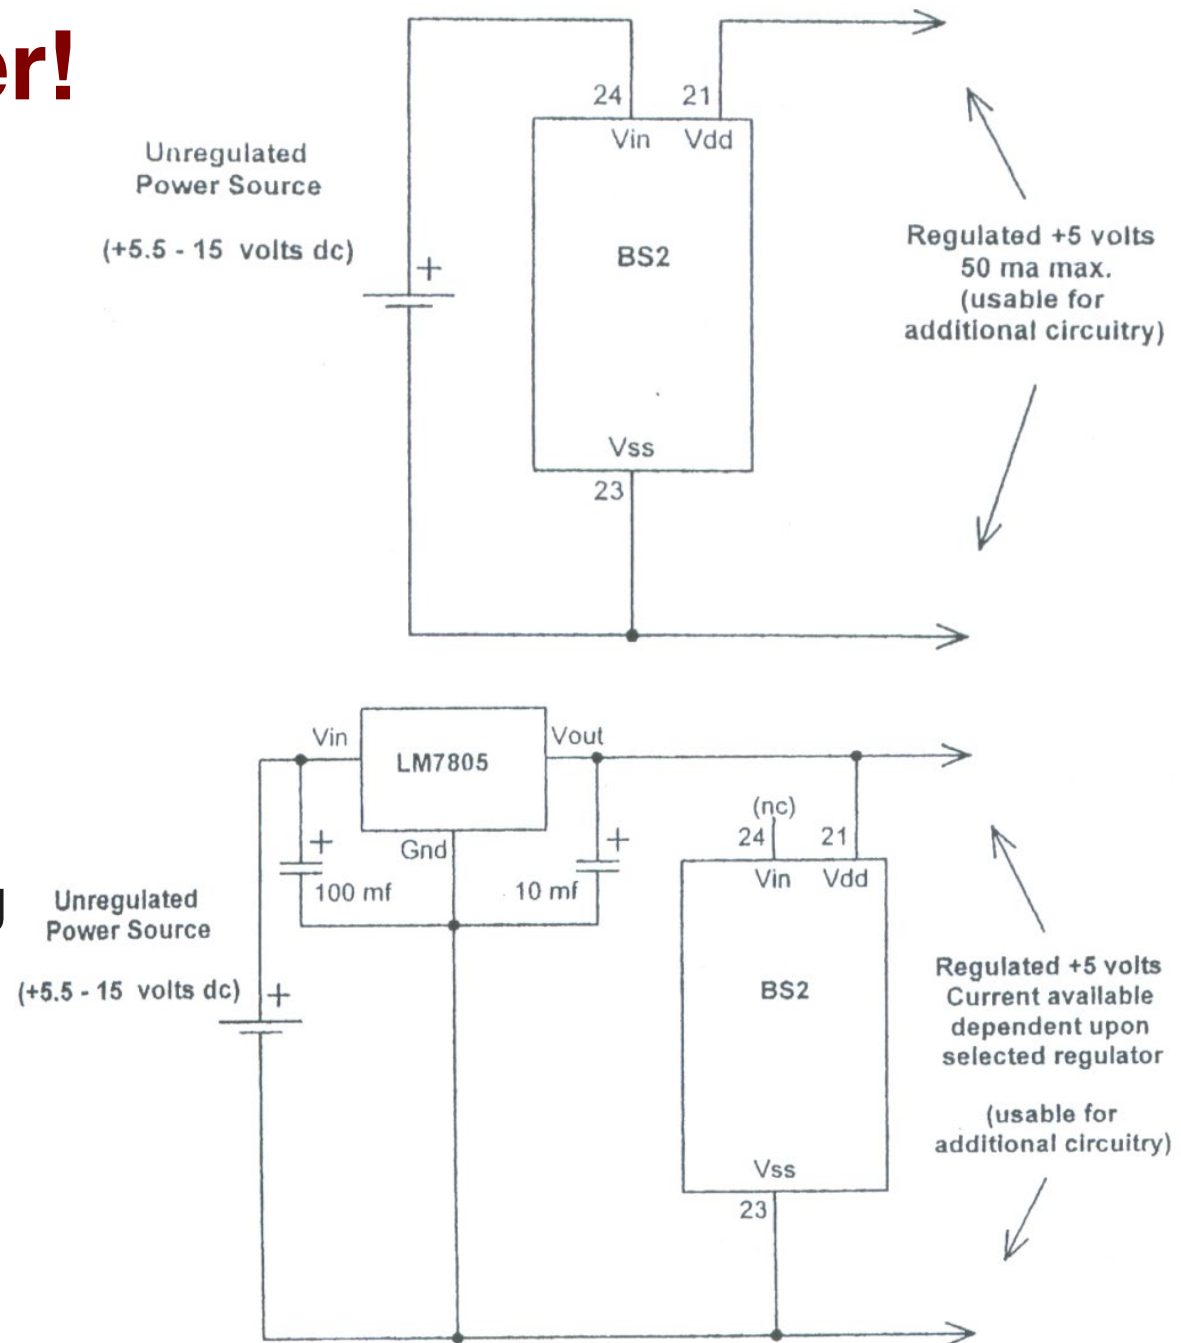 er!
24
21
Vin
Vdd
Unregulated
Power Source
(+5.5 - 15 volts dc)
+
BS2
Regulated +5 volts
50 ma max.
(usable for
additional circuitry)
Vss
23
Vin
LM7805
Vout
Gnd
+
100 mf
+
10 mf
(nc)
24
21
Vin
Vdd
g
Unregulated
Power Source
(+5.5 - 15 volts dc)
+
BS2
Regulated +5 volts
Current available
dependent upon
selected regulator
(usable for
additional circuitry)
Vss
23